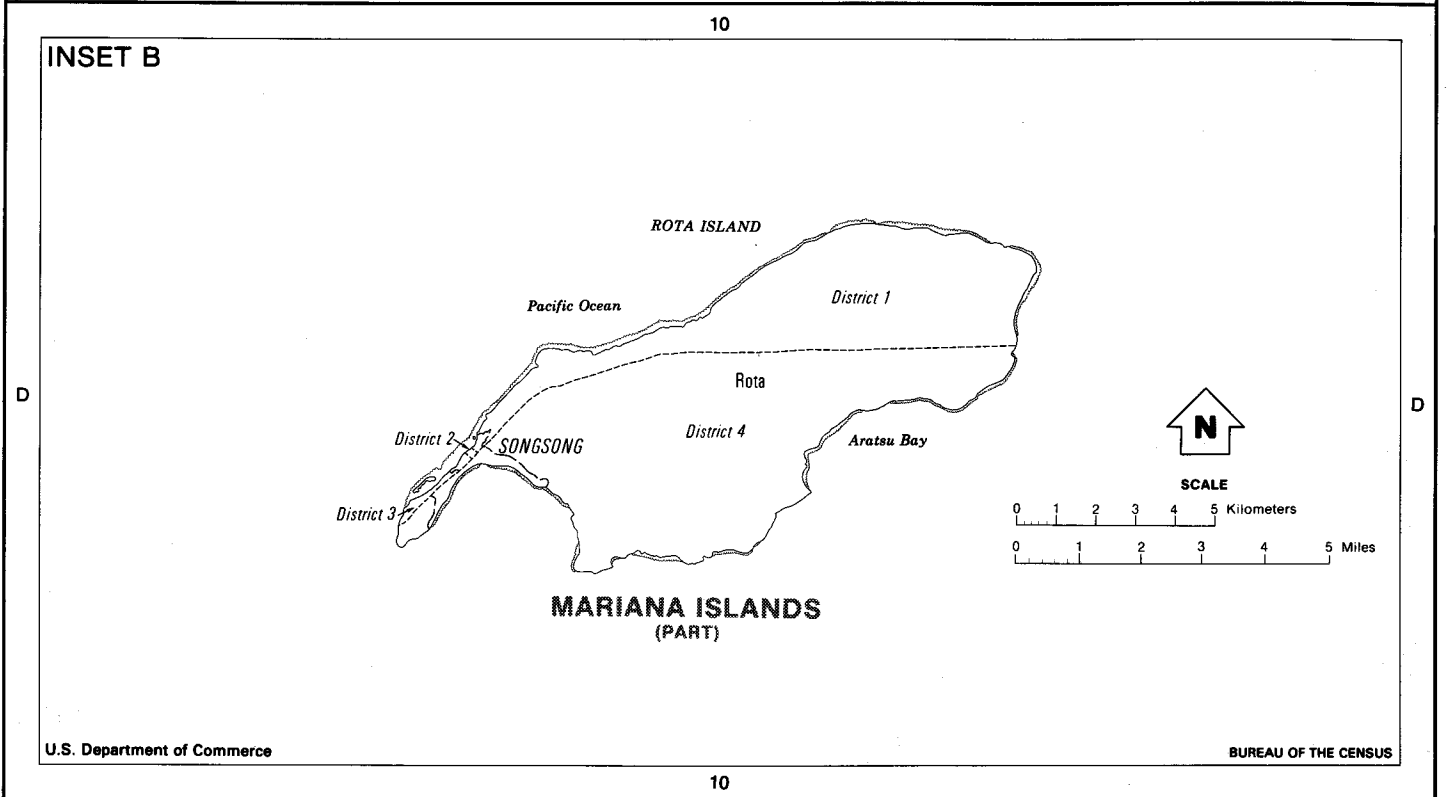 10
INSET B
ROTA ISLAND
Pacific Ocean
District 1
D
Rota
D
District 2
SONGSONG
District 4
Aratsu Bay
N
SCALE
District 3
0 1 2 3 4 5 Kilometers
0 1 2 3 4 5 Miles
MARIANA ISLANDS
(PART)
U.S. Department of Commerce
BUREAU OF THE CENSUS
10